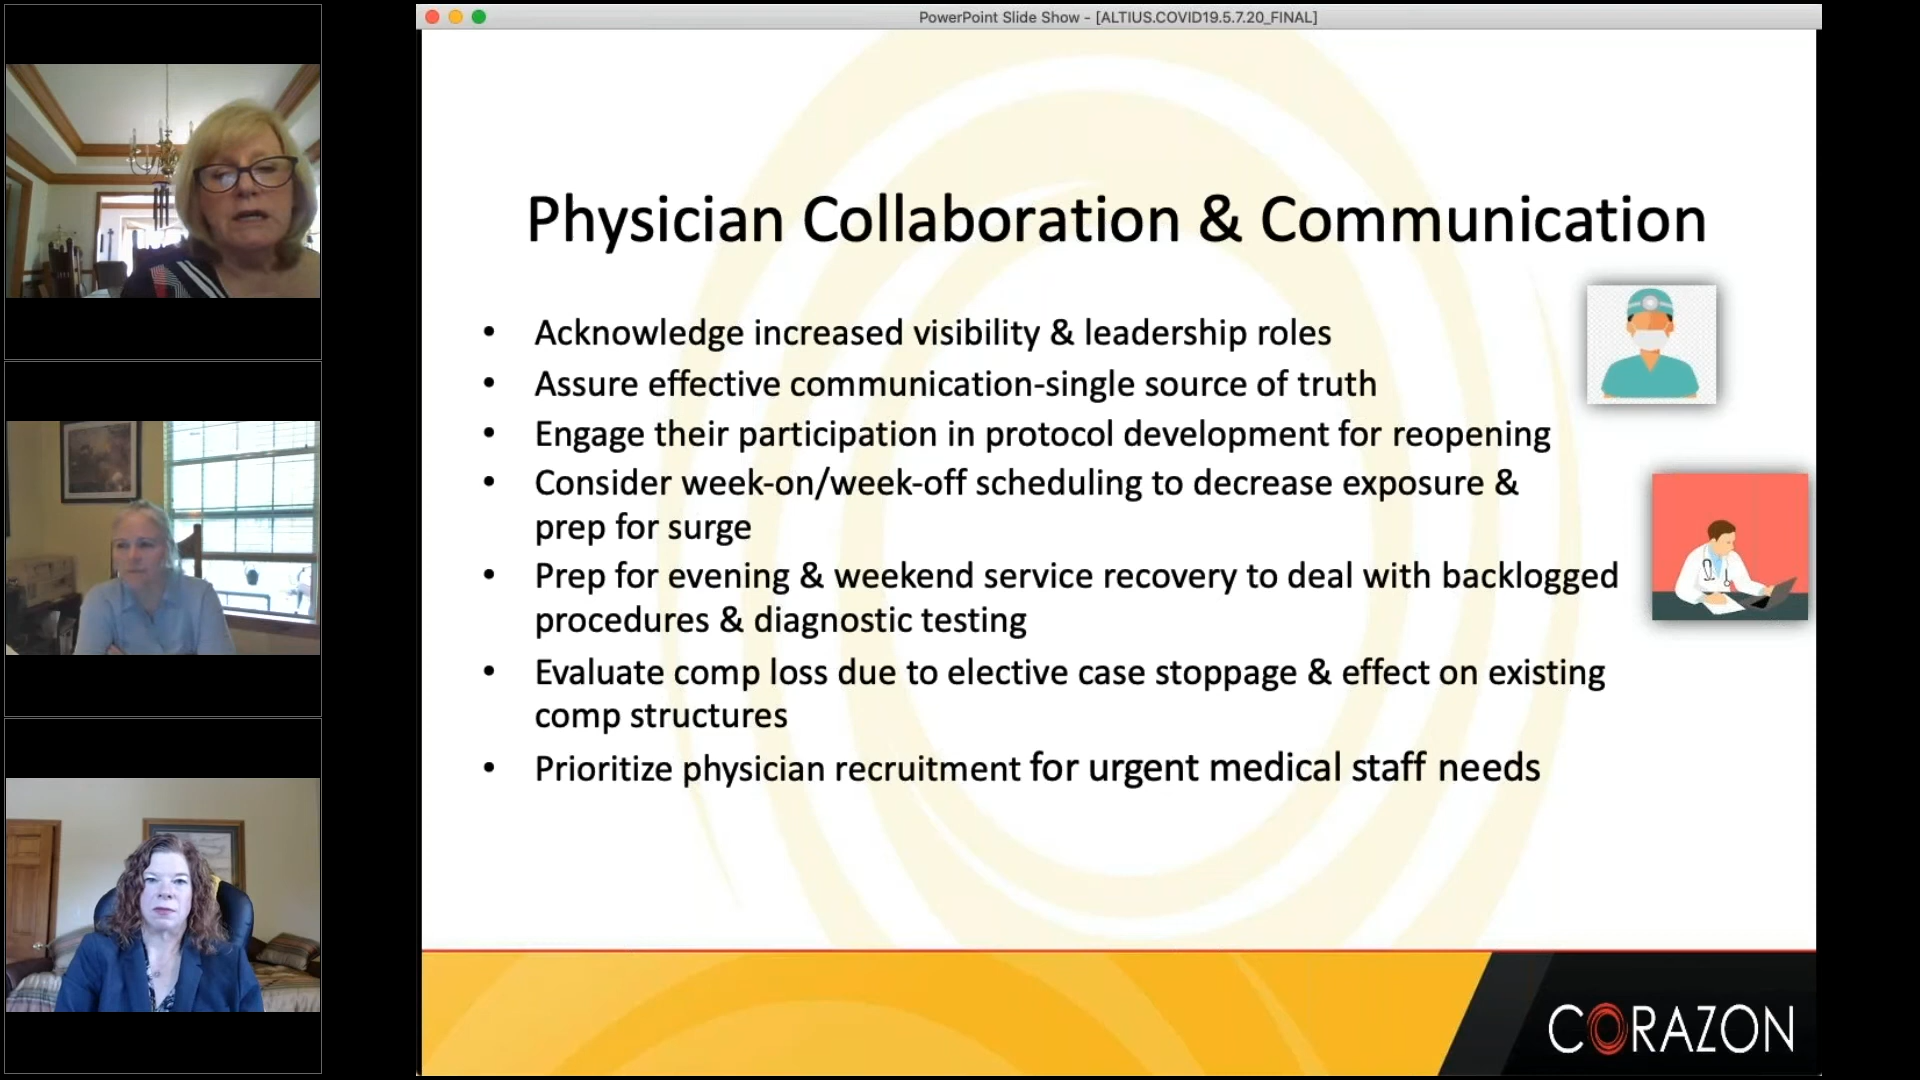 PowerPoint Slide Show - [ALTIUS.COVID19.5.7.20_FINAL]
Physician Collaboration & Communication
• Acknowledge increased visibility & leadership roles
• Assure effective communication-single source of truth
• Engage their participation in protocol development for reopening
• Consider week-on/week-off scheduling to decrease exposure &
prep for surge
• Prep for evening & weekend service recovery to deal with backlogged
procedures & diagnostic testing
• Evaluate comp loss due to elective case stoppage & effect on existing
comp structures
• Prioritize physician recruitment for urgent medical staff needs
CORAZON